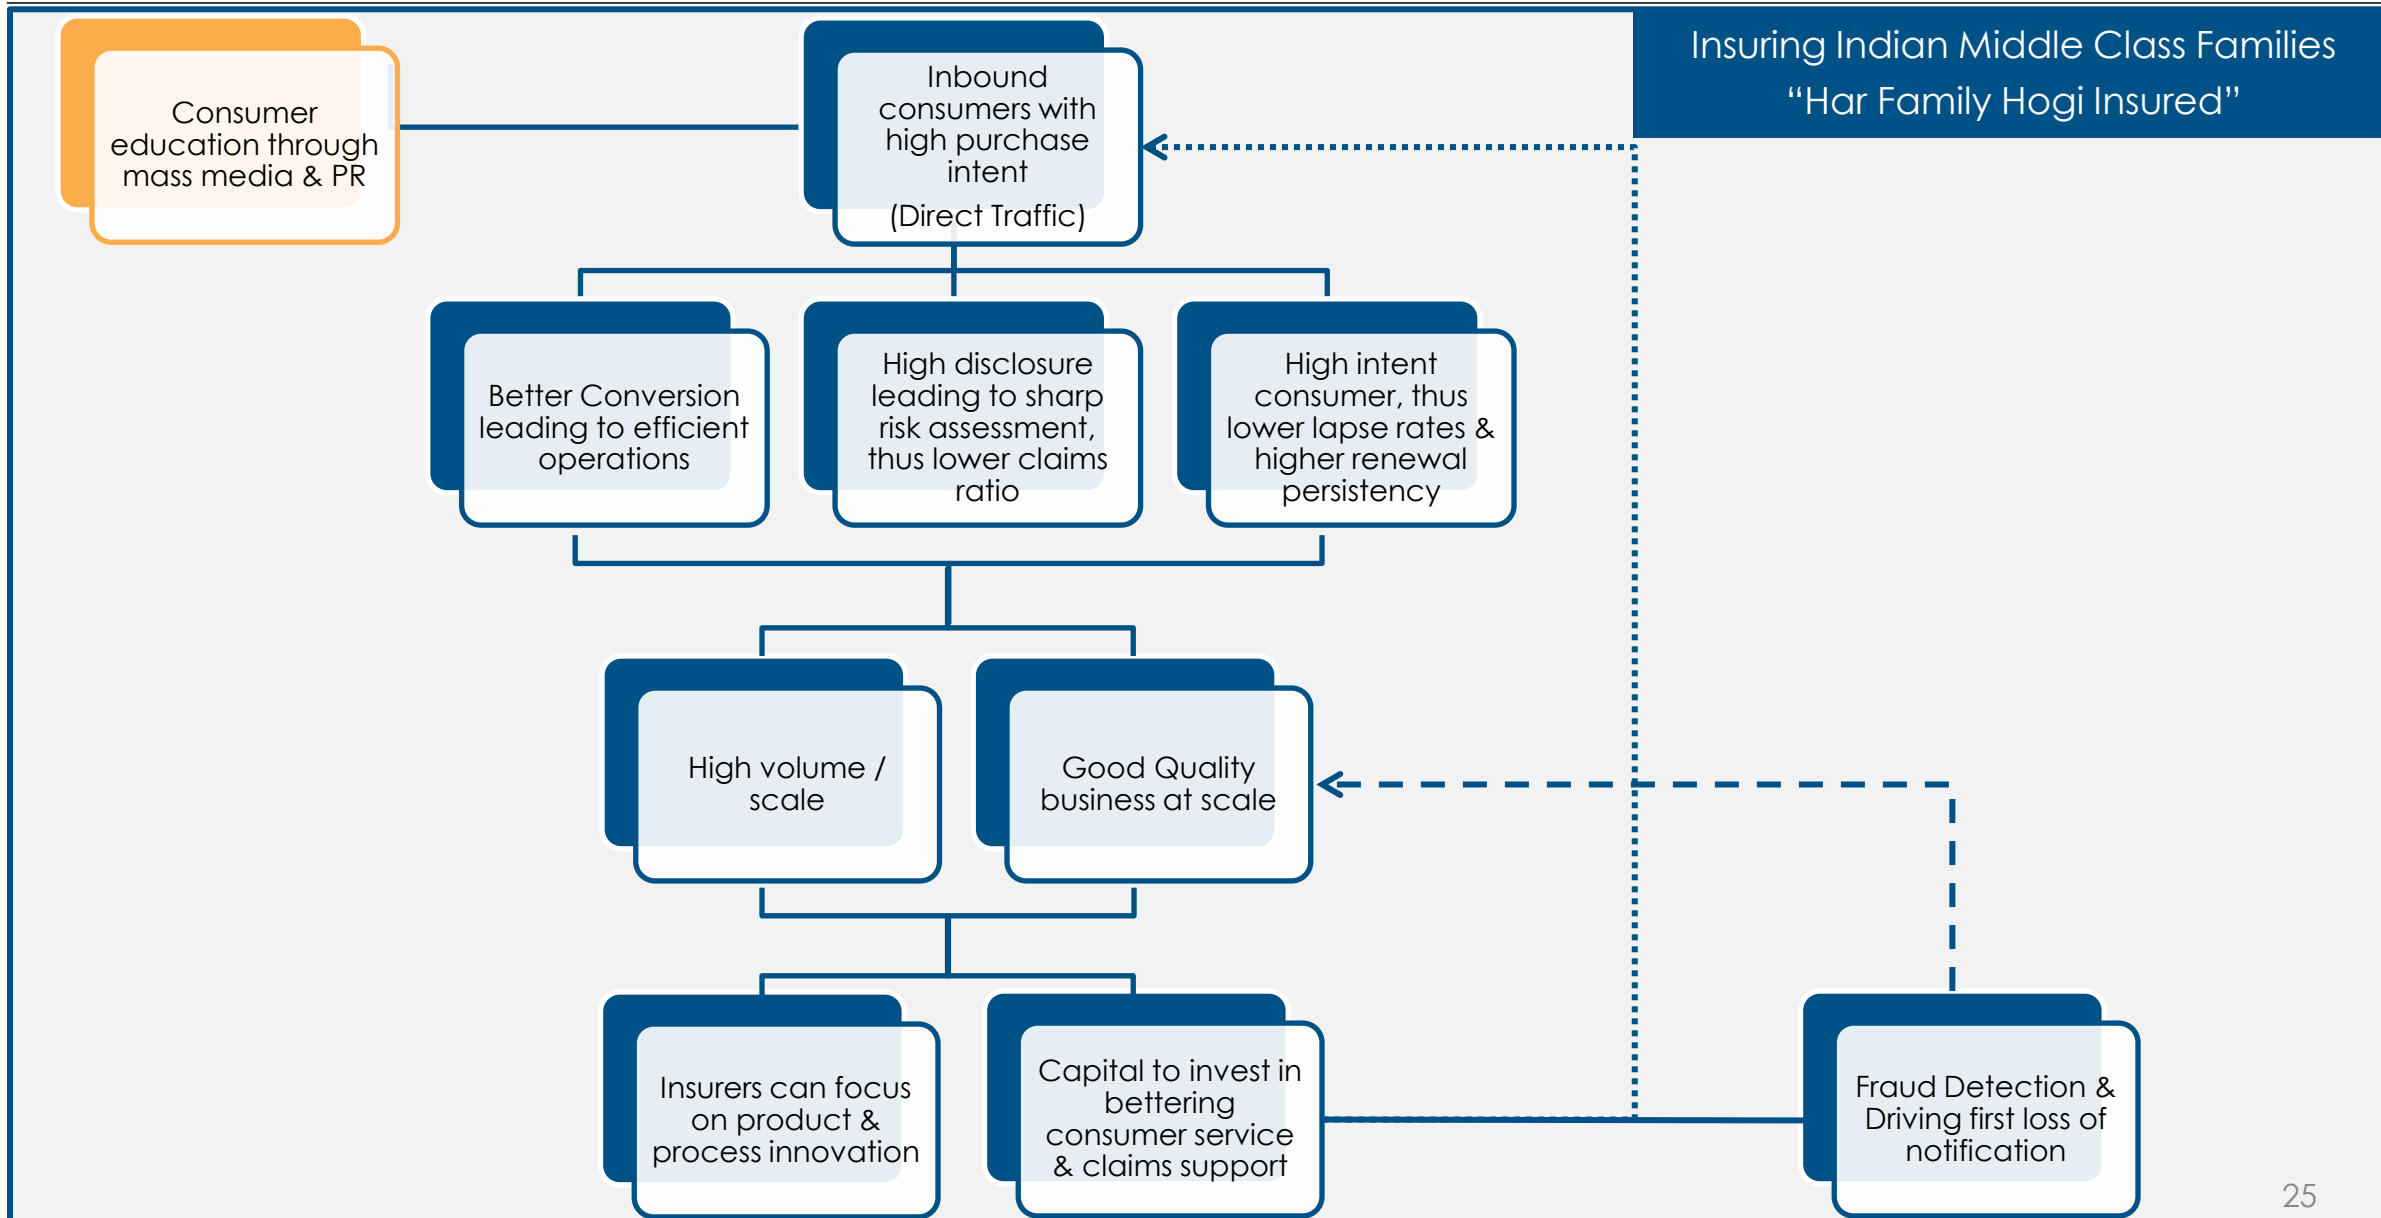 Insuring Indian Middle Class Families
“Har Family Hogi Insured”
Consumer
education through
mass media & PR
Inbound
consumers with
high purchase
intent
(Direct Traffic)
Better Conversion
leading to efficient
operations
High disclosure
leading to sharp
risk assessment,
thus lower claims
ratio
High intent
consumer, thus
lower lapse rates &
higher renewal
persistency
High volume /
scale
Good Quality
business at scale
Insurers can focus
on product &
process innovation
Capital to invest in
bettering
consumer service
& claims support
Fraud Detection &
Driving first loss of
notification
25